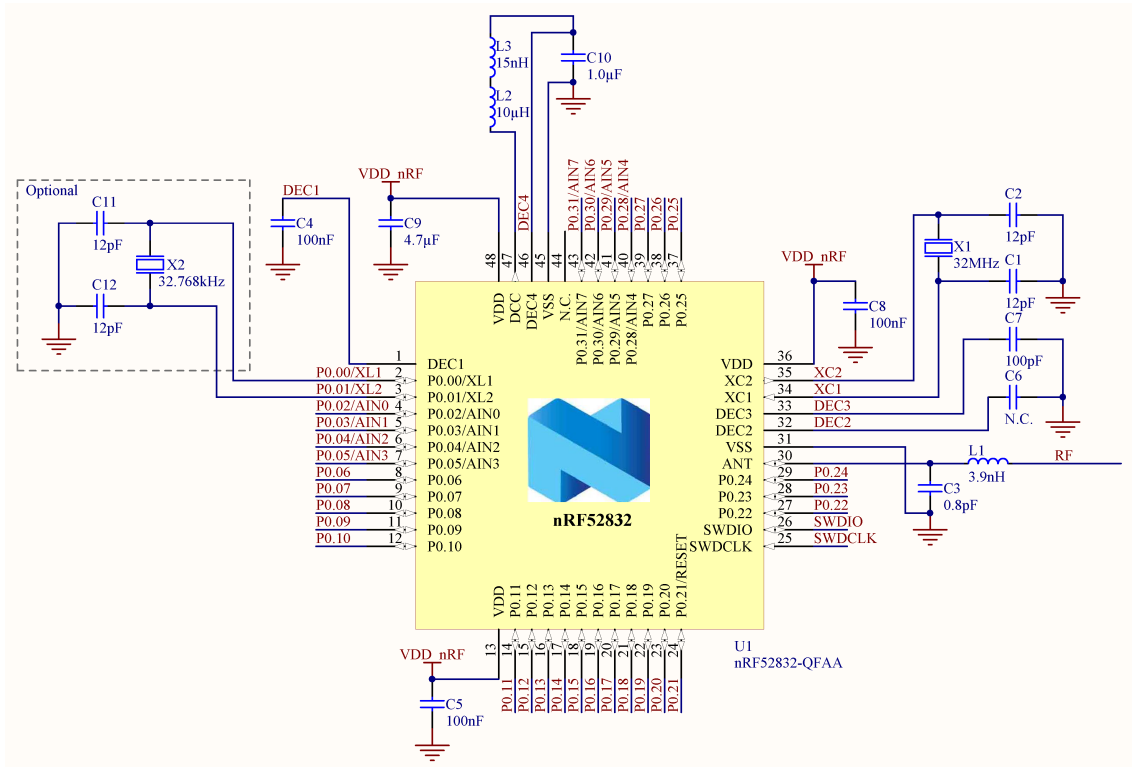 L3
15nH
L2
10µH
C10
1.0µF
DEC4
P0.31/AIN7
P0.30/AIN6
P0.29/AIN5
P0.28/AIN4
P0.27
P0.26
P0.25
Optional
C11
12pF
X2
32.768kHz
C12
12pF
DEC1
C4
100nF
VDD_nRF
C9
4.7µF
48
47
46
45
44
43
42
41
40
39
38
37
VDD
DCC
DEC4
VSS
N.C.
P0.31/AIN7
P0.30/AIN6
P0.29/AIN5
P0.28/AIN4
P0.27
P0.26
P0.25
VDD_nRF
C8
100nF
C2
12pF
X1
32MHz
C1
12pF
C7
100pF
C6
N.C.
1 DEC1
P0.00/XL1 2 P0.00/XL1
P0.01/XL2 3 P0.01/XL2
P0.02/AIN0 4 P0.02/AIN0
P0.03/AIN1 5 P0.03/AIN1
P0.04/AIN2 6 P0.04/AIN2
P0.05/AIN3 7 P0.05/AIN3
P0.06 8 P0.06
P0.07 9 P0.07
P0.08 10 P0.08
P0.09 11 P0.09
P0.10 12 P0.10
nRF52832
VDD 36
XC2 35 XC2
XC1 34 XC1
DEC3 33 DEC3
DEC2 32 DEC2
VSS 31
ANT 30
P0.24 29 P0.24
P0.23 28 P0.23
P0.22 27 P0.22
SWDIO 26 SWDIO
SWDCLK 25 SWDCLK
L1
3.9nH
RF
C3
0.8pF
VDD
P0.11
P0.12
P0.13
P0.14
P0.15
P0.16
P0.17
P0.18
P0.19
P0.20
P0.21/RESET
13
14
15
16
17
18
19
20
21
22
23
24
P0.11
P0.12
P0.13
P0.14
P0.15
P0.16
P0.17
P0.18
P0.19
P0.20
P0.21
VDD_nRF
C5
100nF
U1
nRF52832-QFAA